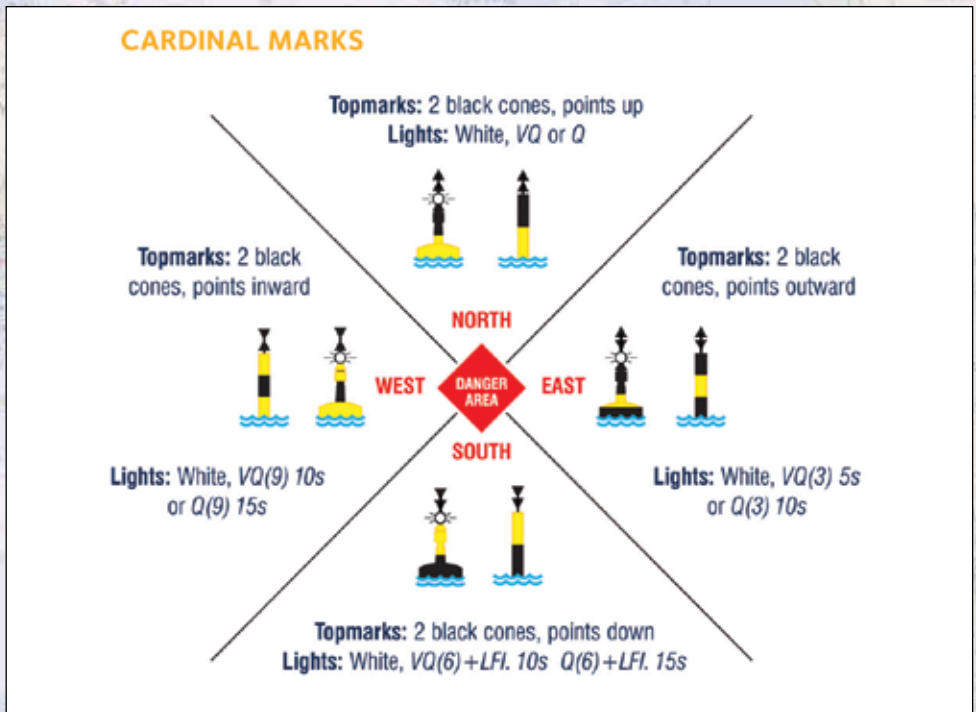 CARDINAL MARKS
Topmarks: 2 black cones, points up
Lights: White, VQ or Q
Topmarks: 2 black
cones, points inward
Topmarks: 2 black
cones, points outward
NORTH
WEST
DANGER
AREA
EAST
SOUTH
Lights: White, VQ(9) 10s
or Q(9) 15s
Lights: White, VQ(3) 5s
or Q(3) 10s
Topmarks: 2 black cones, points down
Lights: White, VQ(6)+LFl. 10s Q(6)+LFl. 15s